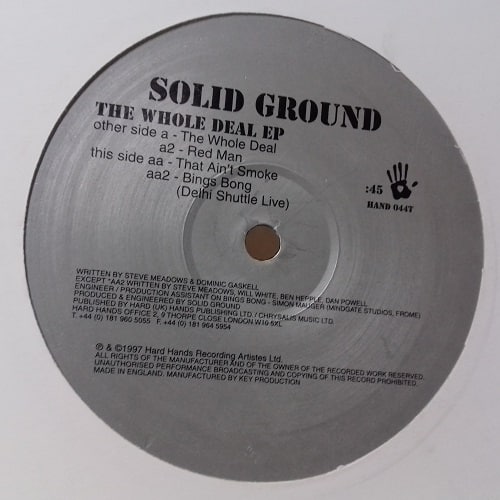 SOLID GROUND
THE WHOLE DEAL EP
other side a - The Whole Deal
a2 - Red Man
this side aa - That Ain't Smoke
aa2 - Bings Bong
(Delhi Shuttle Live)
:45
HAND 044T
WRITTEN BY STEVE MEADOWS & DOMINIC GASKELL
EXCEPT *AA2 WRITTEN BY STEVE MEADOWS, WILL WHITE, BEN HEPPLE, DAN POWELL
ENGINEER / PRODUCTION ASSISTANT ON BINGS BONG - SIMON MAUGER (MINDGATE STUDIOS, FROME)
PRODUCED & ENGINEERED BY SOLID GROUND
PUBLISHED BY HARD (UK) HANDS PUBLISHING LTD. / CHRYSALIS MUSIC LTD.
HARD HANDS OFFICE 2, 9 THORPE CLOSE LONDON W10 5XL
T. +44 (0) 181 960 5055 F. +44 (0) 181 964 5954
℗ & ©1997 Hard Hands Recording Artistes Ltd.
ALL RIGHTS OF THE MANUFACTURER AND OF THE OWNER OF THE RECORDED WORK RESERVED.
UNAUTHORISED PERFORMANCE BROADCASTING AND COPYING OF THIS RECORD PROHIBITED.
MADE IN ENGLAND. MANUFACTURED BY KEY PRODUCTION